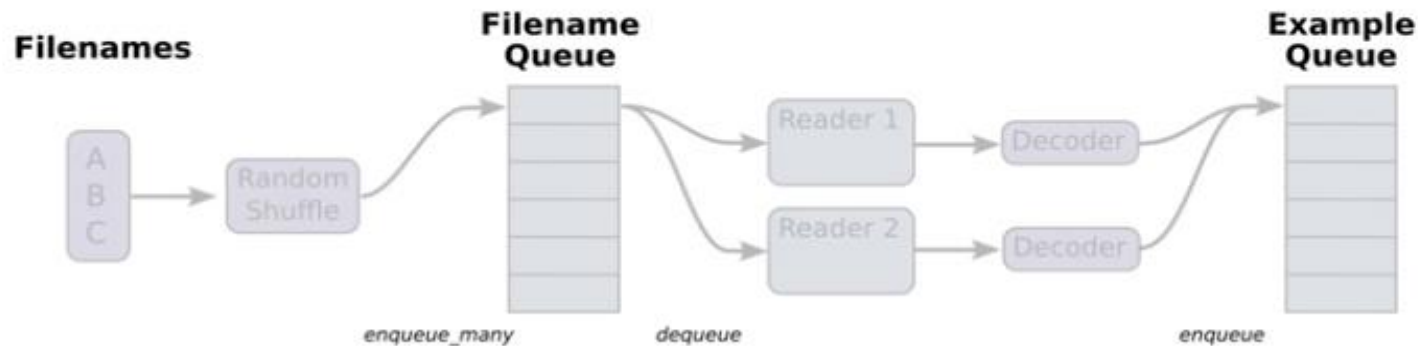 Filenames
Filename
Queue
Example
Queue
A
B
C
Random
Shuffle
Reader 1
Decoder
Reader 2
Decoder
enqueue_many
dequeue
enqueue